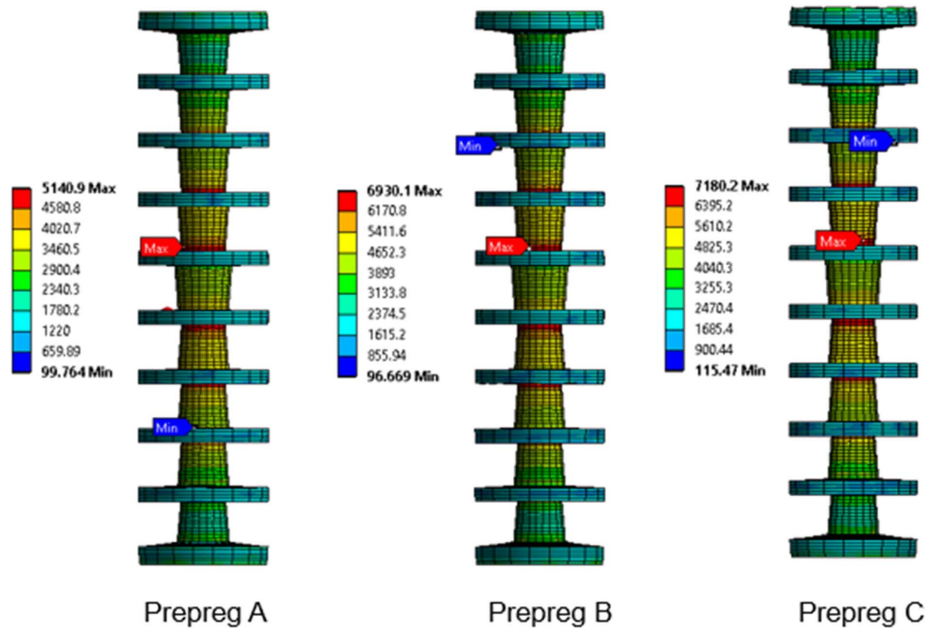 5140.9 Max
4580.8
4020.7
3460.5
2900.4
2340.3
1780.2
1220
659.89
99.764 Min
Max
Min
Prepreg A
6930.1 Max
6170.8
5411.6
4652.3
3893
3133.8
2374.5
1615.2
855.94
96.669 Min
Min
Max
Prepreg B
7180.2 Max
6395.2
5610.2
4825.3
4040.3
3255.3
2470.4
1685.4
900.44
115.47 Min
Min
Max
Prepreg C